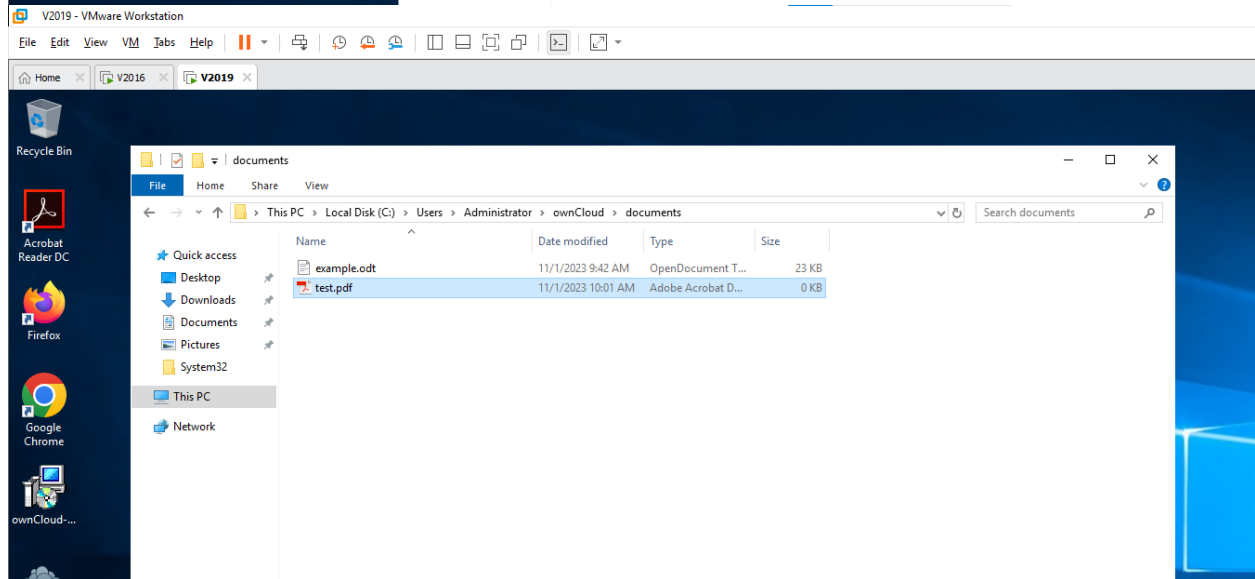 V2019 - VMware Workstation
File Edit View VM Tabs Help
Home V2016 V2019
Recycle Bin
documents
File Home Share View
This PC > Local Disk (C:) > Users > Administrator > ownCloud > documents
Search documents
Name Date modified Type Size
Acrobat
Reader DC
Quick access
Desktop
Downloads
Documents
Pictures
System32
This PC
Network
example.odt 11/1/2023 9:42 AM OpenDocument T... 23 KB
test.pdf 11/1/2023 10:01 AM Adobe Acrobat D... 0 KB
Firefox
Google
Chrome
ownCloud-...